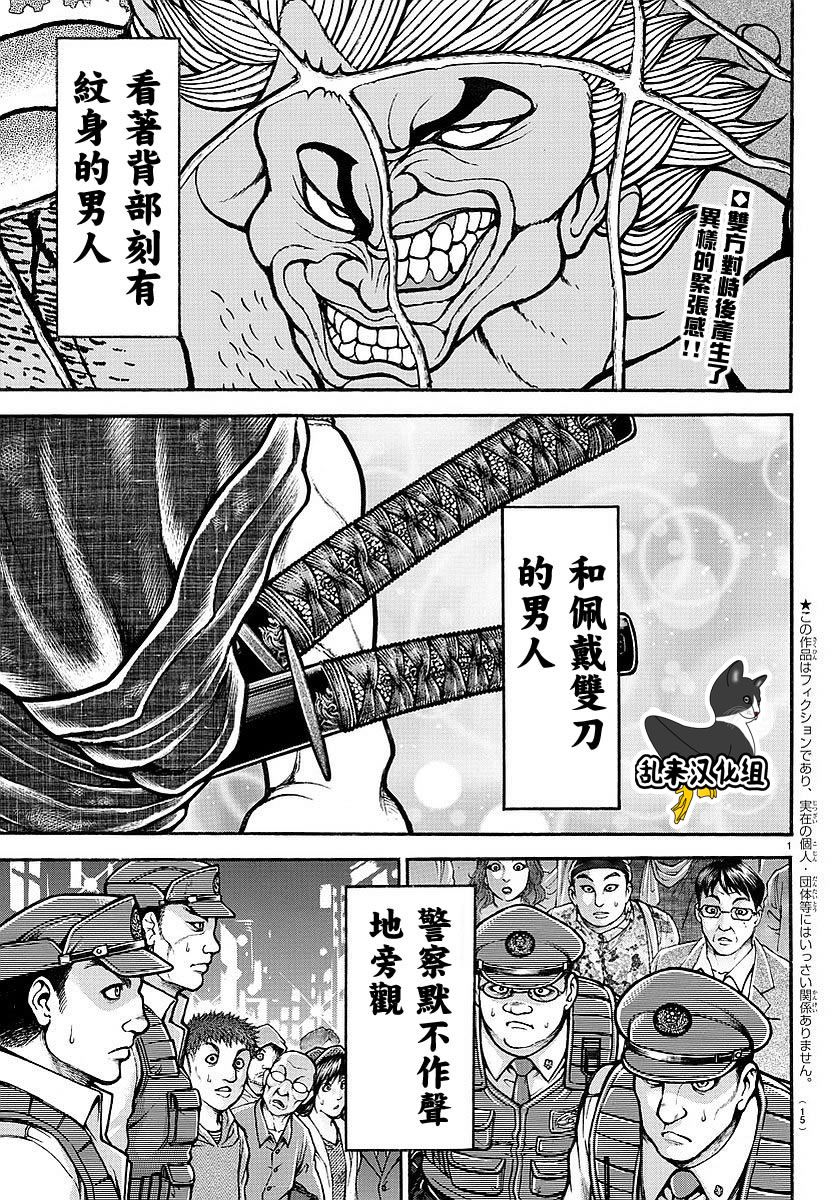 雙方對峙後產生了
異樣的緊張感!!
看著背部刻有
紋身的男人
和佩戴雙刀
的男人
乱来汉化组
1
警察默不作聲
地旁觀
★この作品はフィクションであり、実在の個人・団体等にはいっさい関係ありません。
(15)